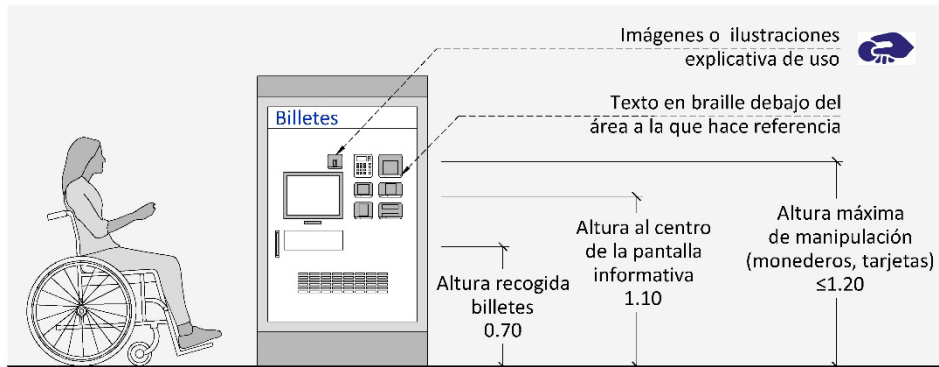 Imágenes o ilustraciones
explicativa de uso
Texto en braille debajo del
área a la que hace referencia
Billetes
Altura máxima
de manipulación
(monederos, tarjetas)
≤1.20
Altura al centro
de la pantalla
informativa
1.10
Altura recogida
billetes
0.70